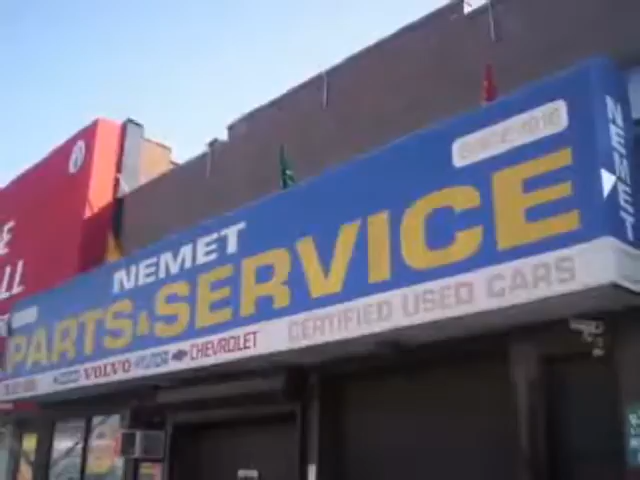 NEMET
PARTS & SERVICE
VOLVO HYUNDAI CHEVROLET
CERTIFIED USED CARS
NEMET